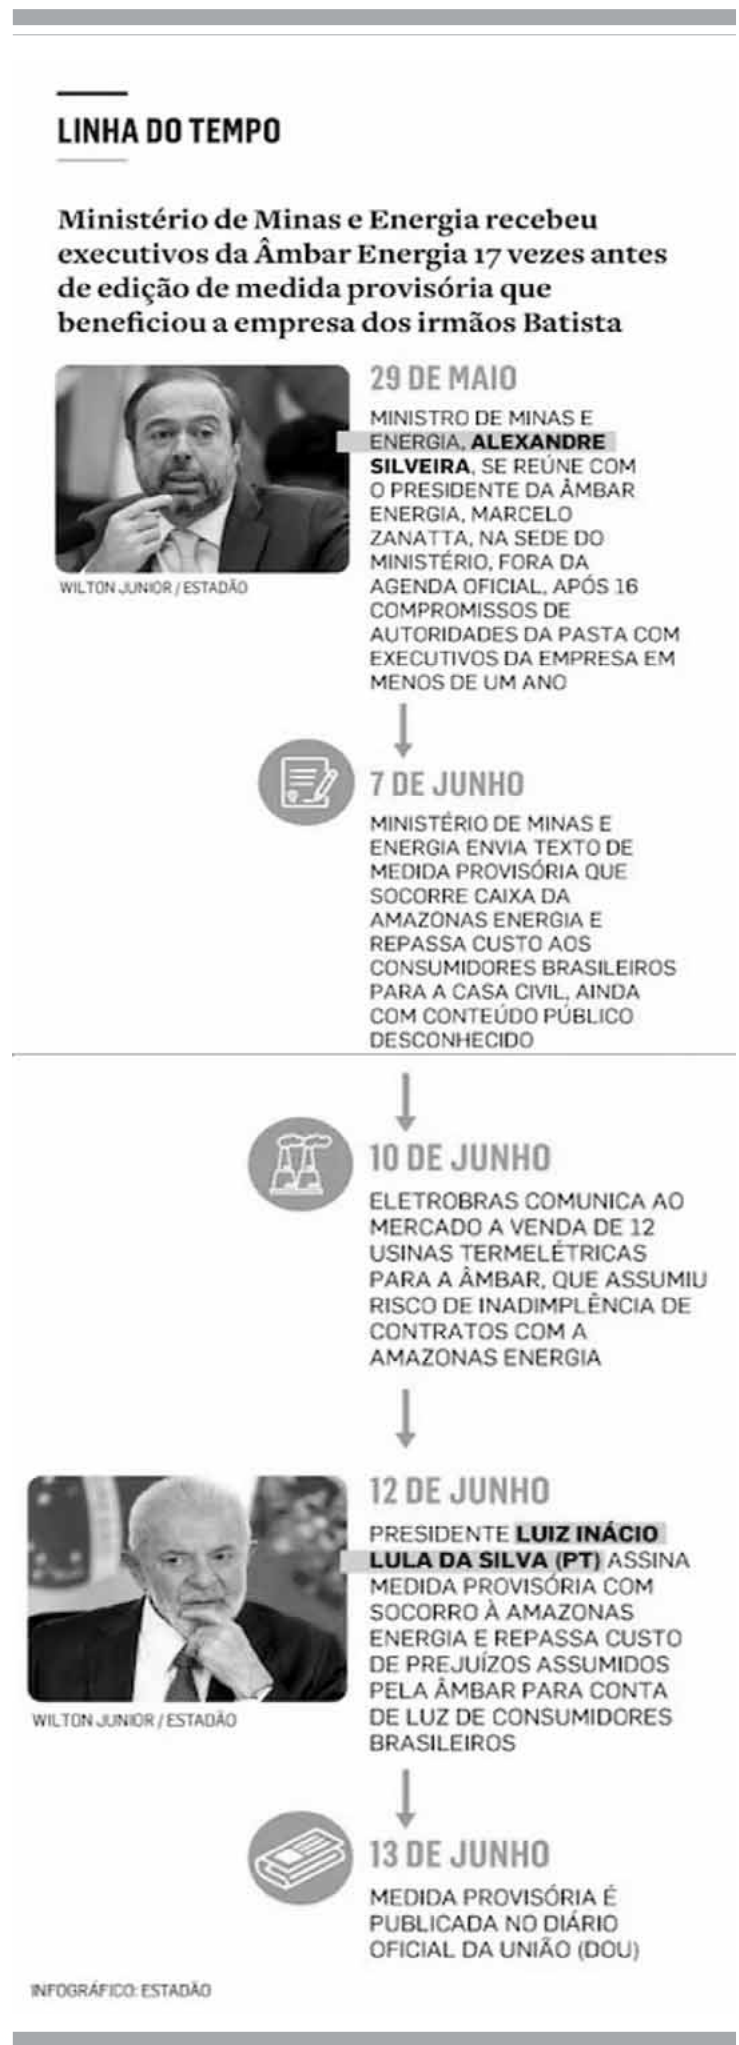 LINHA DO TEMPO
Ministério de Minas e Energia recebeu
executivos da Âmbar Energia 17 vezes antes
de edição de medida provisória que
beneficiou a empresa dos irmãos Batista
WILTON JUNIOR / ESTADÃO
29 DE MAIO
MINISTRO DE MINAS E
ENERGIA, ALEXANDRE
SILVEIRA, SE REÚNE COM
O PRESIDENTE DA ÂMBAR
ENERGIA, MARCELO
ZANATTA, NA SEDE DO
MINISTÉRIO, FORA DA
AGENDA OFICIAL, APÓS 16
COMPROMISSOS DE
AUTORIDADES DA PASTA COM
EXECUTIVOS DA EMPRESA EM
MENOS DE UM ANO
7 DE JUNHO
MINISTÉRIO DE MINAS E
ENERGIA ENVIA TEXTO DE
MEDIDA PROVISÓRIA QUE
SOCORRE CAIXA DA
AMAZONAS ENERGIA E
REPASSA CUSTO AOS
CONSUMIDORES BRASILEIROS
PARA A CASA CIVIL, AINDA
COM CONTEÚDO PÚBLICO
DESCONHECIDO
10 DE JUNHO
ELETROBRAS COMUNICA AO
MERCADO A VENDA DE 12
USINAS TERMELÉTRICAS
PARA A ÂMBAR, QUE ASSUMIU
RISCO DE INADIMPLÊNCIA DE
CONTRATOS COM A
AMAZONAS ENERGIA
12 DE JUNHO
PRESIDENTE LUIZ INÁCIO
LULA DA SILVA (PT) ASSINA
MEDIDA PROVISÓRIA COM
SOCORRO À AMAZONAS
ENERGIA E REPASSA CUSTO
DE PREJUÍZOS ASSUMIDOS
PELA ÂMBAR PARA CONTA
DE LUZ DE CONSUMIDORES
BRASILEIROS
WILTON JUNIOR / ESTADÃO
13 DE JUNHO
MEDIDA PROVISÓRIA É
PUBLICADA NO DIÁRIO
OFICIAL DA UNIÃO (DOU)
INFOGRÁFICO: ESTADÃO